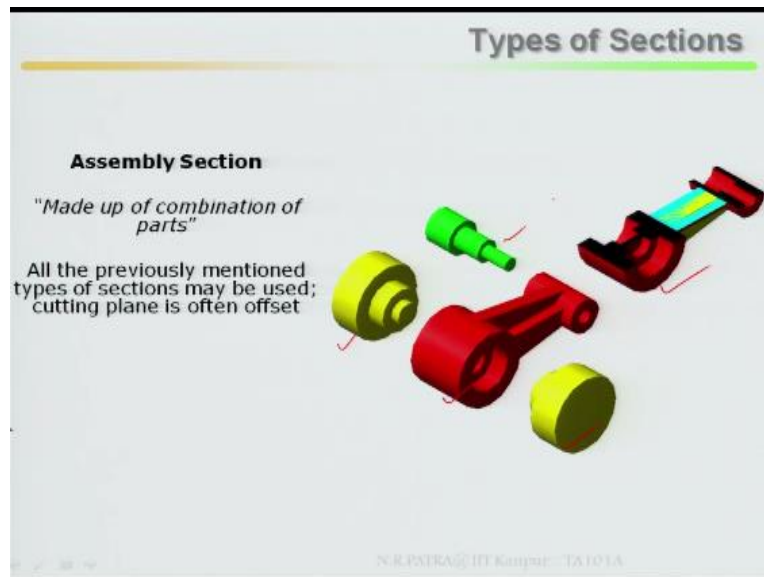 Types of Sections
Assembly Section
"Made up of combination of
parts"
All the previously mentioned
types of sections may be used;
cutting plane is often offset
N.R.PATRA@IIT Kanpur : TA101A